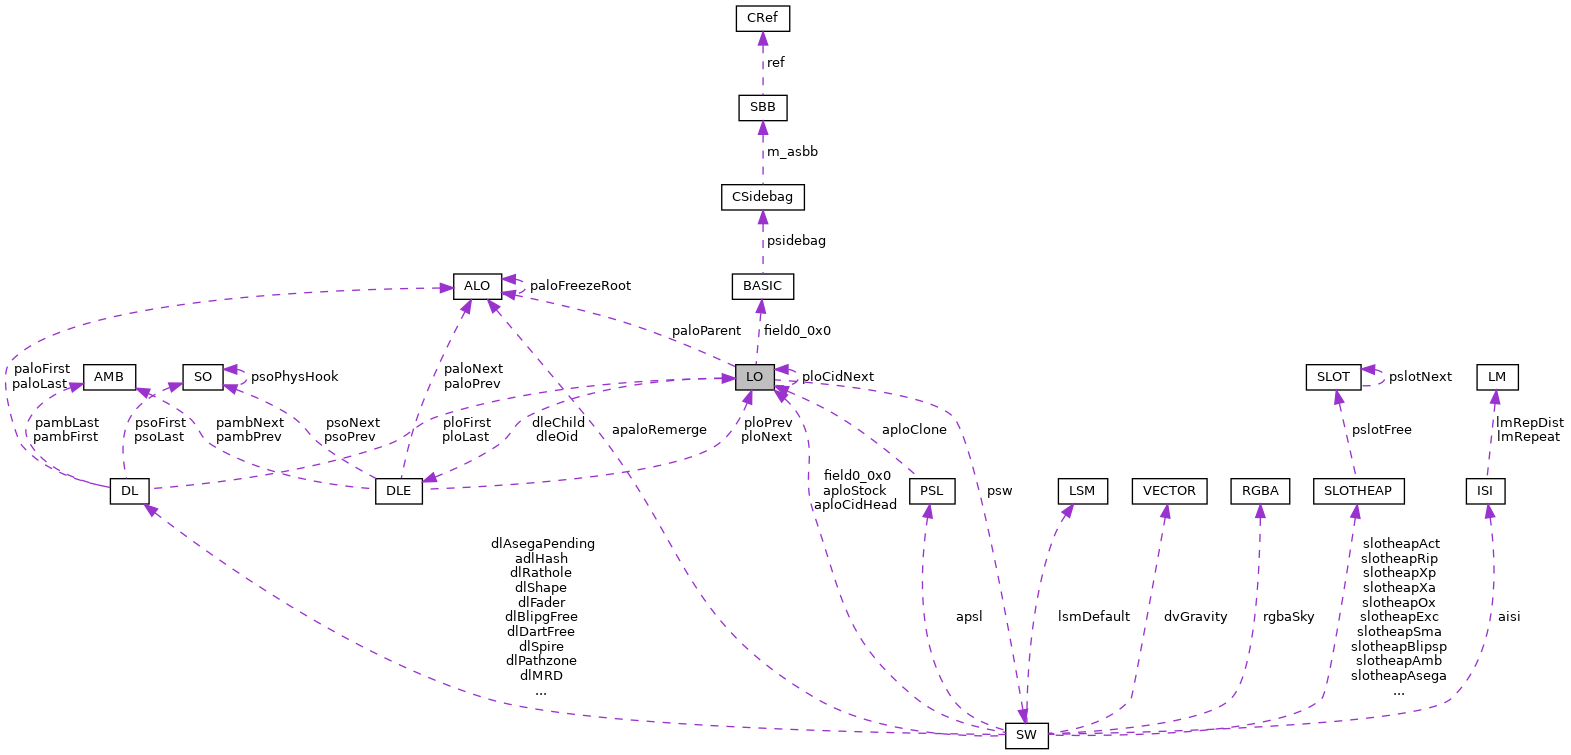 CRef
ref
SBB
m_asbb
CSidebag
psidebag
ALO
paloFreezeRoot
BASIC
paloParent
field0_0x0
paloFirst
paloLast
AMB
SO
psoPhysHook
paloNext
paloPrev
LO
ploCidNext
SLOT
pslotNext
LM
pambLast
pambFirst
psoFirst
psoLast
pambNext
pambPrev
psoNext
psoPrev
ploFirst
ploLast
dleChild
dleOid
apaloRemerge
ploPrev
ploNext
aploClone
pslotFree
lmRepDist
lmRepeat
DL
DLE
field0_0x0
aploStock
aploCidHead
PSL
psw
LSM
VECTOR
RGBA
SLOTHEAP
ISI
dlAsegaPending
adlHash
dlRathole
dlShape
dlFader
dlBlipgFree
dlDartFree
dlSpire
dlPathzone
dlMRD
...
apsl
lsmDefault
dvGravity
rgbaSky
slotheapAct
slotheapRip
slotheapXp
slotheapXa
slotheapOx
slotheapExc
slotheapSma
slotheapBlipsp
slotheapAmb
slotheapAsega
...
aisi
SW